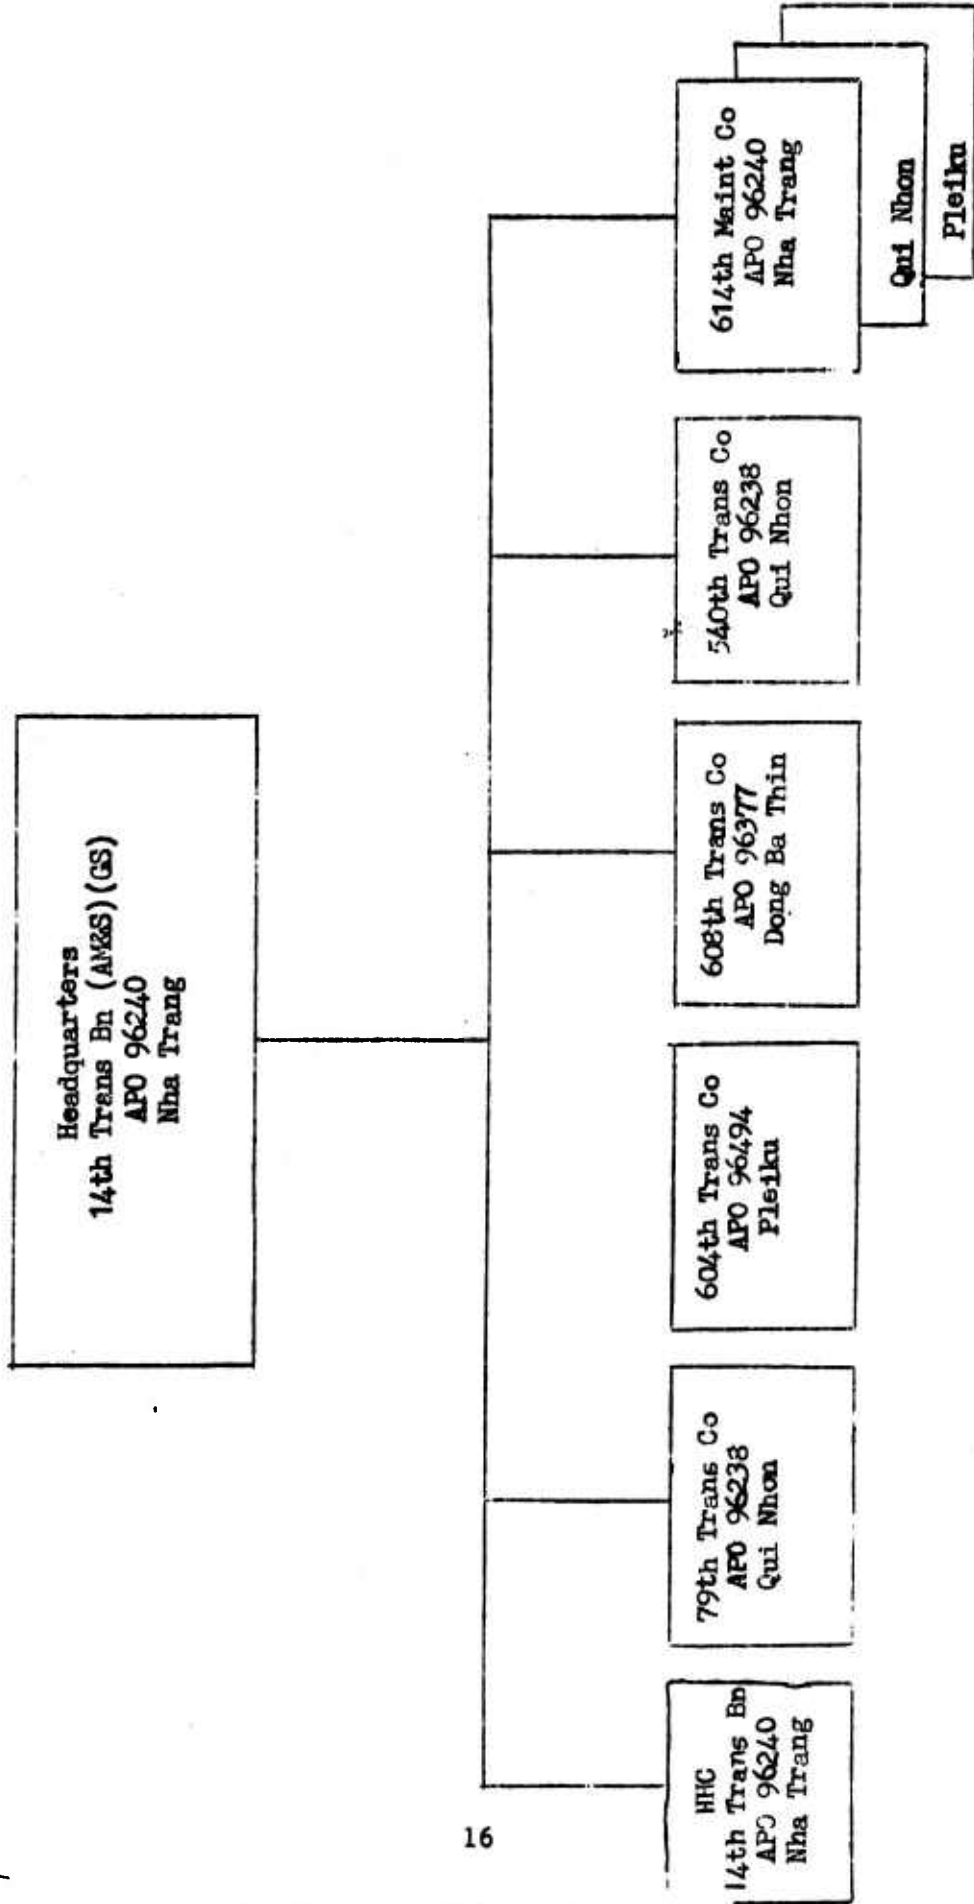 Headquarters
14th Trans Bn (AM&S)(GS)
APO 96240
Nha Trang
HHC
14th Trans Bn
APO 96240
Nha Trang
79th Trans Co
APO 96238
Qui Nhon
604th Trans Co
APO 96494
Pleiku
608th Trans Co
APO 96377
Dong Ba Thin
540th Trans Co
APO 96238
Qui Nhon
614th Maint Co
APO 96240
Nha Trang
Qui Nhon
Pleiku
16